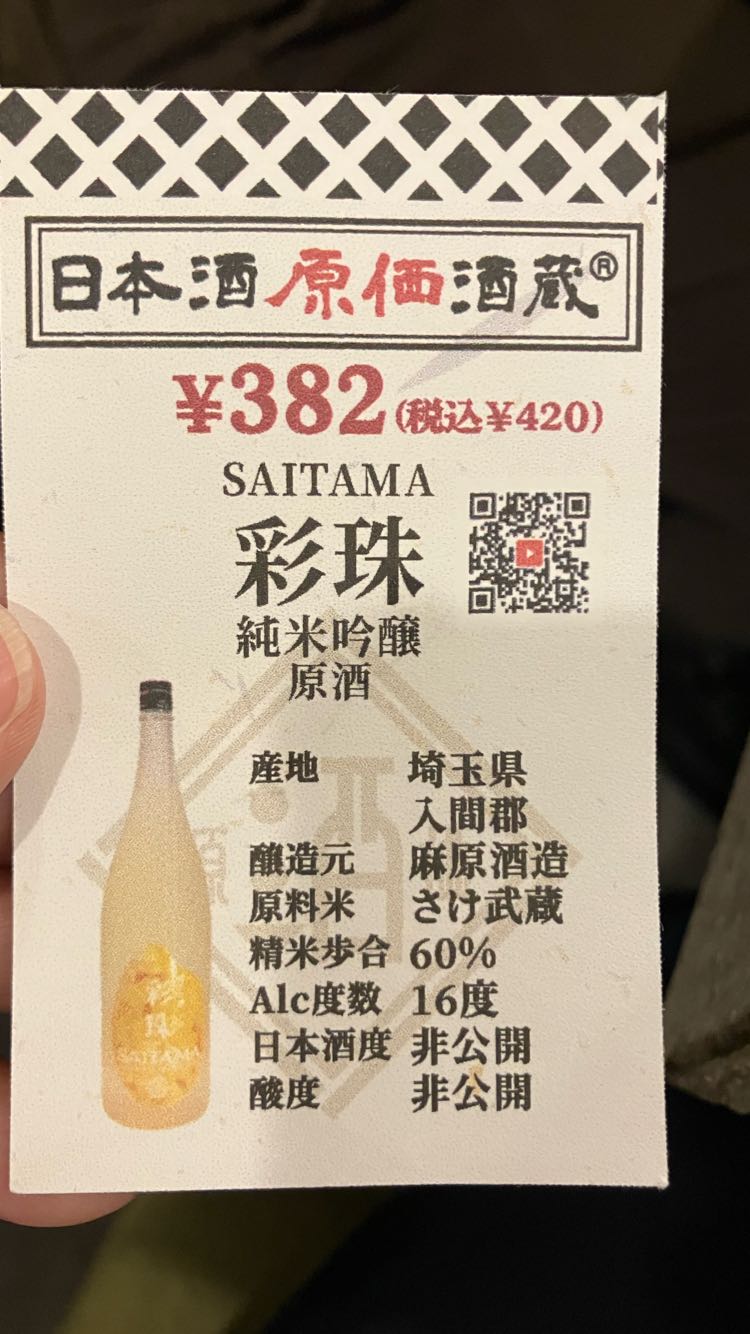 日本酒原価酒蔵®
¥382(税込¥420)
SAITAMA
彩珠
純米吟醸
原酒
産地 埼玉県
入間郡
醸造元 麻原酒造
原料米 さけ武蔵
精米歩合 60%
Alc度数 16度
日本酒度 非公開
酸度 非公開
SAITAMA